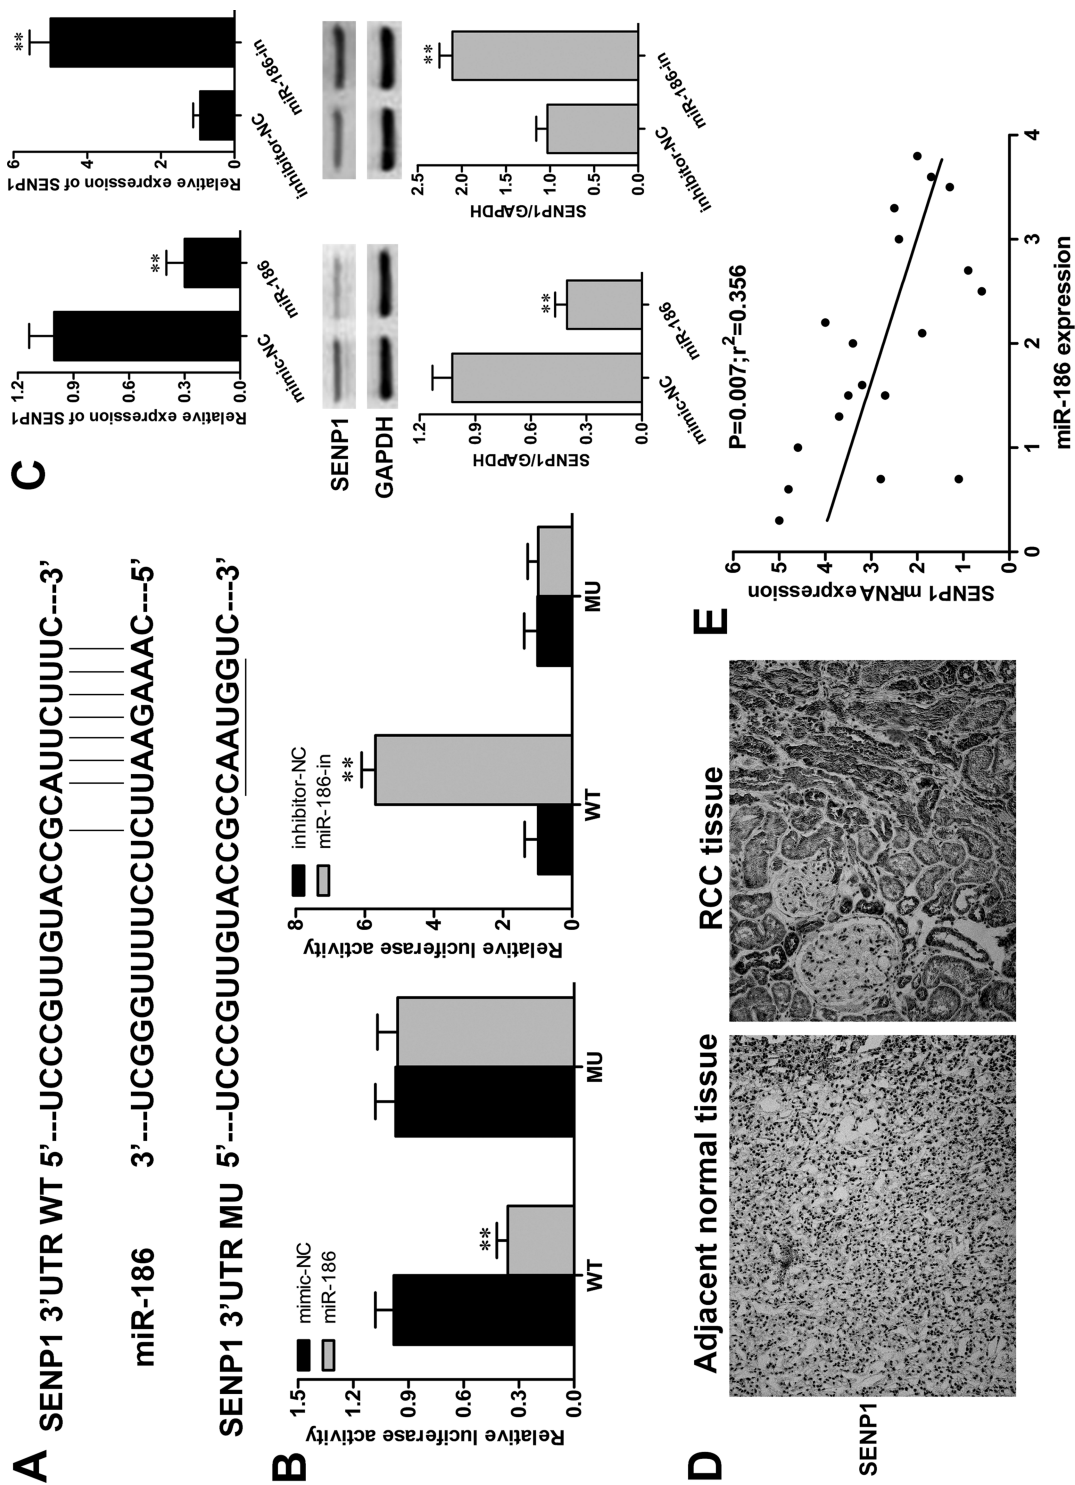 A
SENP1 3’UTR WT 5’---UCCCGUUGUACCGCAUUCUUUC---3’
miR-186 3’---UCGGGUUUUCCUCUUAAGAAAC---5’
SENP1 3’UTR MU 5’---UCCCGUUGUACCGCCAAUGGUC---3’
B
Relative luciferase activity
1.5
1.2
0.9
0.6
0.3
0.0
mimic-NC
miR-186
**
WT
MU
Relative luciferase activity
8
6
4
2
0
inhibitor-NC
miR-186-in
**
WT
MU
C
Relative expression of SENP1
1.2
0.9
0.6
0.3
0.0
**
mimic-NC
miR-186
Relative expression of SENP1
6
4
2
0
**
inhibitor-NC
miR-186-in
SENP1
GAPDH
SENP1/GAPDH
1.2
0.9
0.6
0.3
0.0
**
mimic-NC
miR-186
SENP1/GAPDH
2.5
2.0
1.5
1.0
0.5
0.0
**
inhibitor-NC
miR-186-in
D
Adjacent normal tissue
RCC tissue
SENP1
E
P=0.007;r2=0.356
SENP1 mRNA expression
6
5
4
3
2
1
0
0
1
2
3
4
miR-186 expression